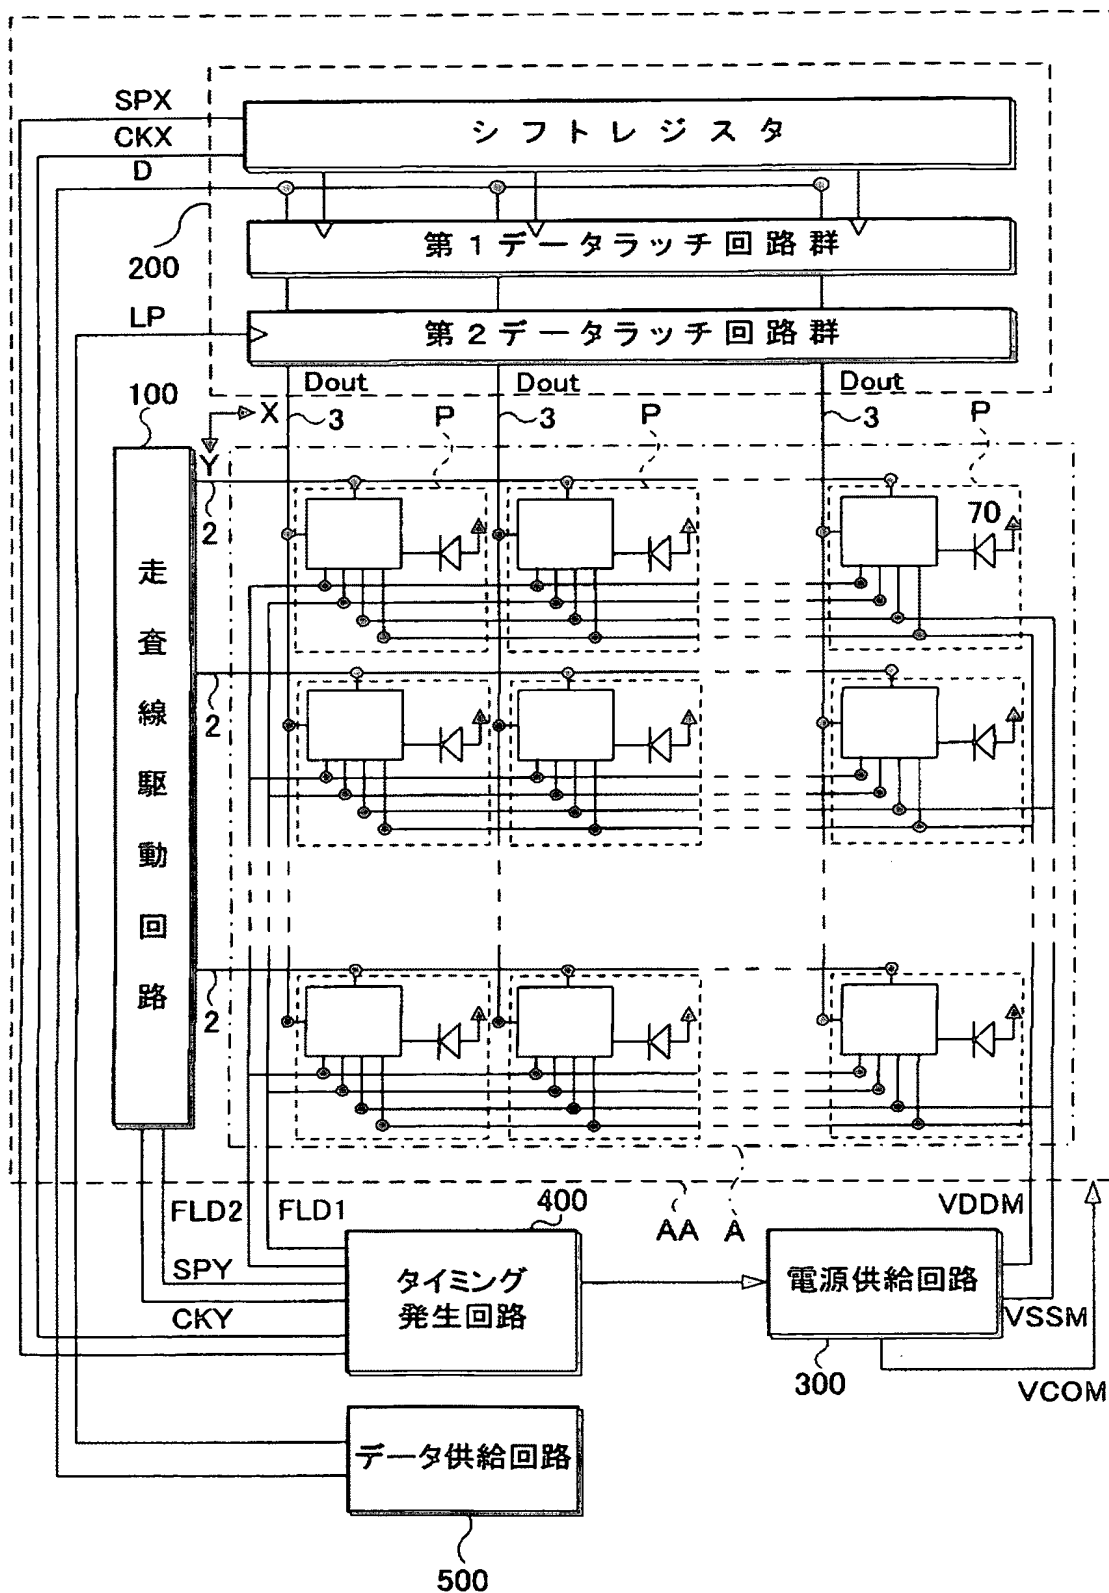 SPX
CKX
D
シフトレジスタ
第1データラッチ回路群
200
LP
第2データラッチ回路群
Dout
Dout
Dout
100
X
3
P
3
P
3
P
Y
2
70
走査線駆動回路
2
2
FLD2
FLD1
400
AA
A
VDDM
SPY
CKY
タイミング
発生回路
電源供給回路
VSSM
300
VCOM
データ供給回路
500